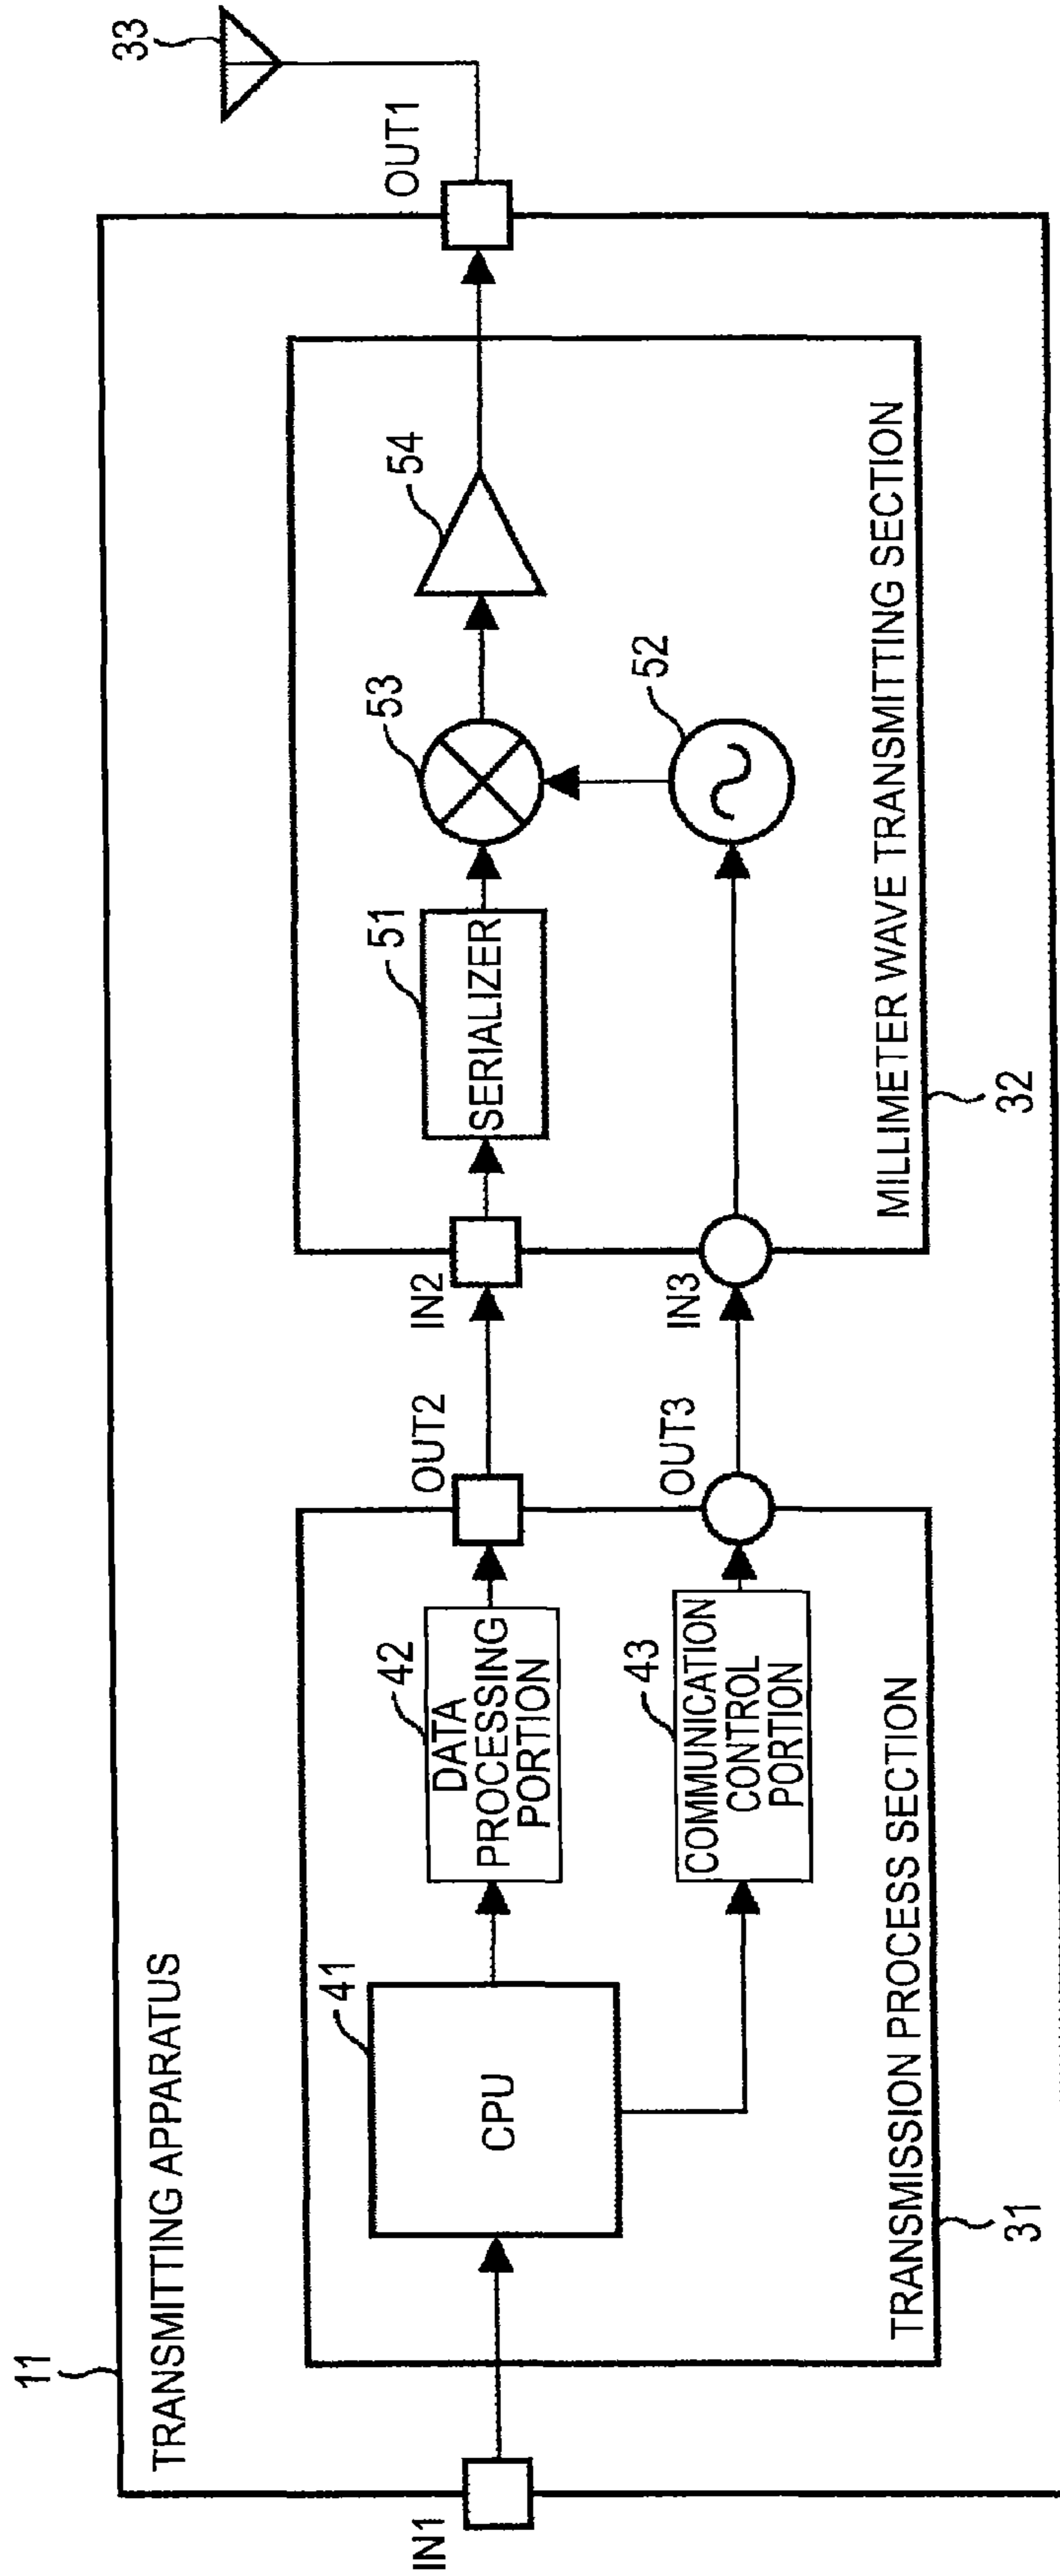 11
TRANSMITTING APPARATUS
33
OUT1
IN1
41
CPU
42
DATA
PROCESSING
PORTION
OUT2
IN2
51
SERIALIZER
53
54
43
COMMUNICATION
CONTROL
PORTION
OUT3
IN3
52
TRANSMISSION PROCESS SECTION
31
MILLIMETER WAVE TRANSMITTING SECTION
32